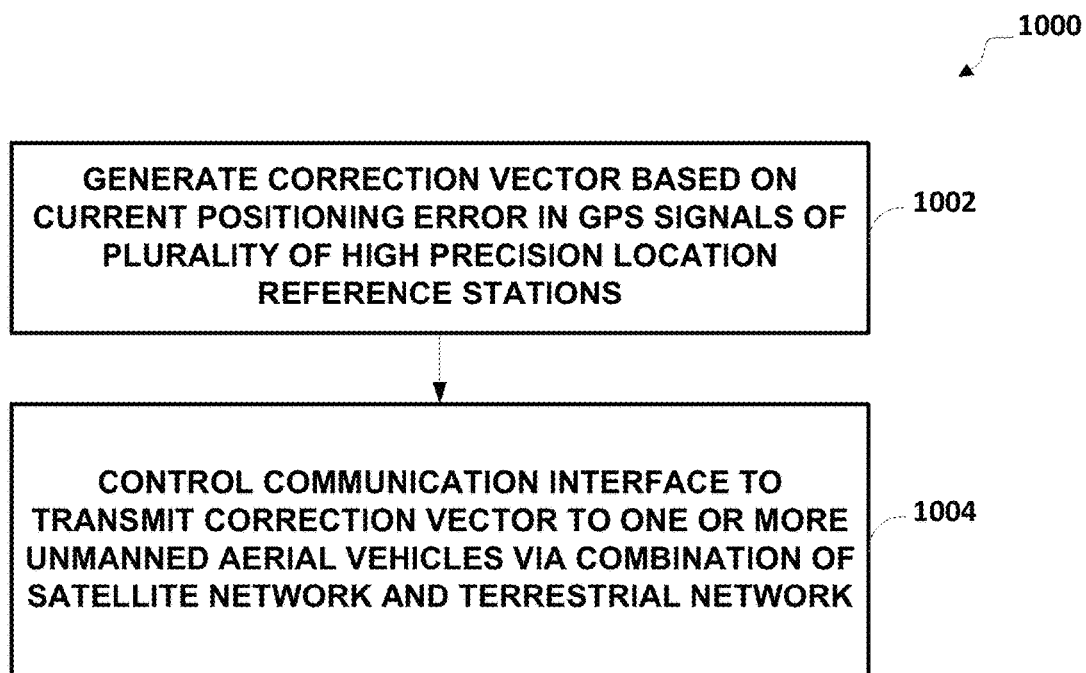 1000
GENERATE CORRECTION VECTOR BASED ON
CURRENT POSITIONING ERROR IN GPS SIGNALS OF
PLURALITY OF HIGH PRECISION LOCATION
REFERENCE STATIONS
1002
CONTROL COMMUNICATION INTERFACE TO
TRANSMIT CORRECTION VECTOR TO ONE OR MORE
UNMANNED AERIAL VEHICLES VIA COMBINATION OF
SATELLITE NETWORK AND TERRESTRIAL NETWORK
1004